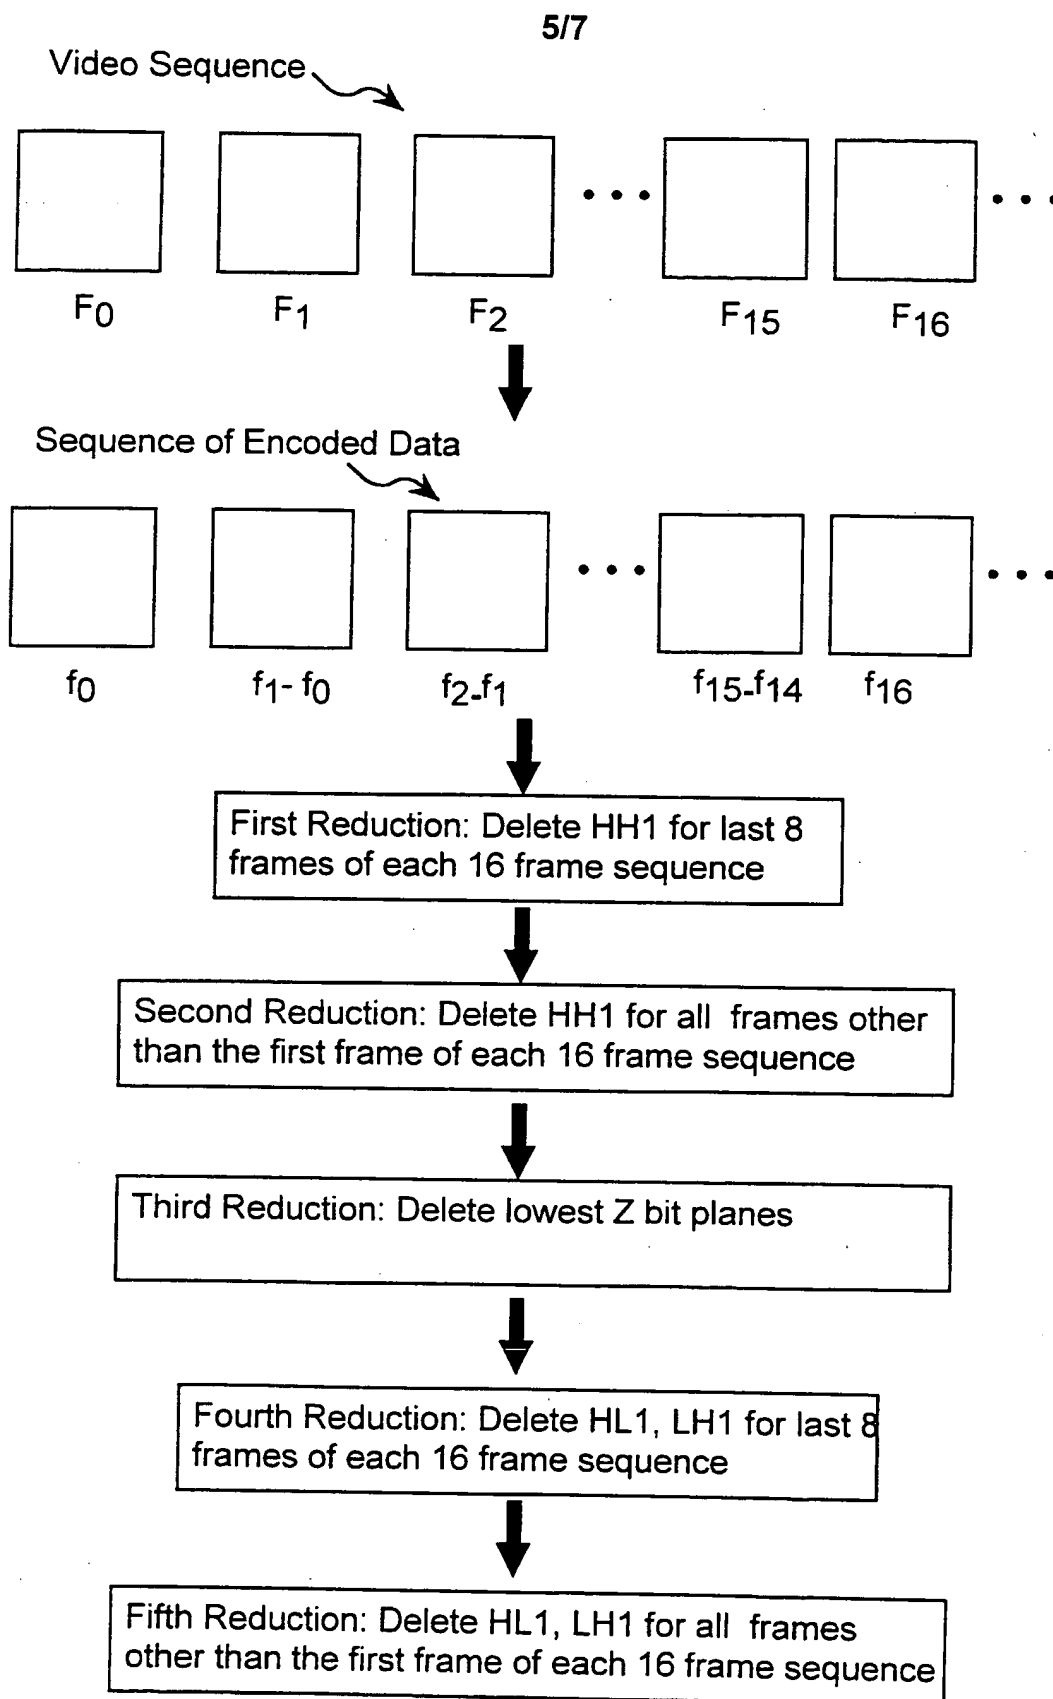 5/7
Video Sequence
F0 F1 F2 F15 F16
Sequence of Encoded Data
f0 f1- f0 f2-f1 f15-f14 f16
First Reduction: Delete HH1 for last 8
frames of each 16 frame sequence
Second Reduction: Delete HH1 for all frames other
than the first frame of each 16 frame sequence
Third Reduction: Delete lowest Z bit planes
Fourth Reduction: Delete HL1, LH1 for last 8
frames of each 16 frame sequence
Fifth Reduction: Delete HL1, LH1 for all frames
other than the first frame of each 16 frame sequence